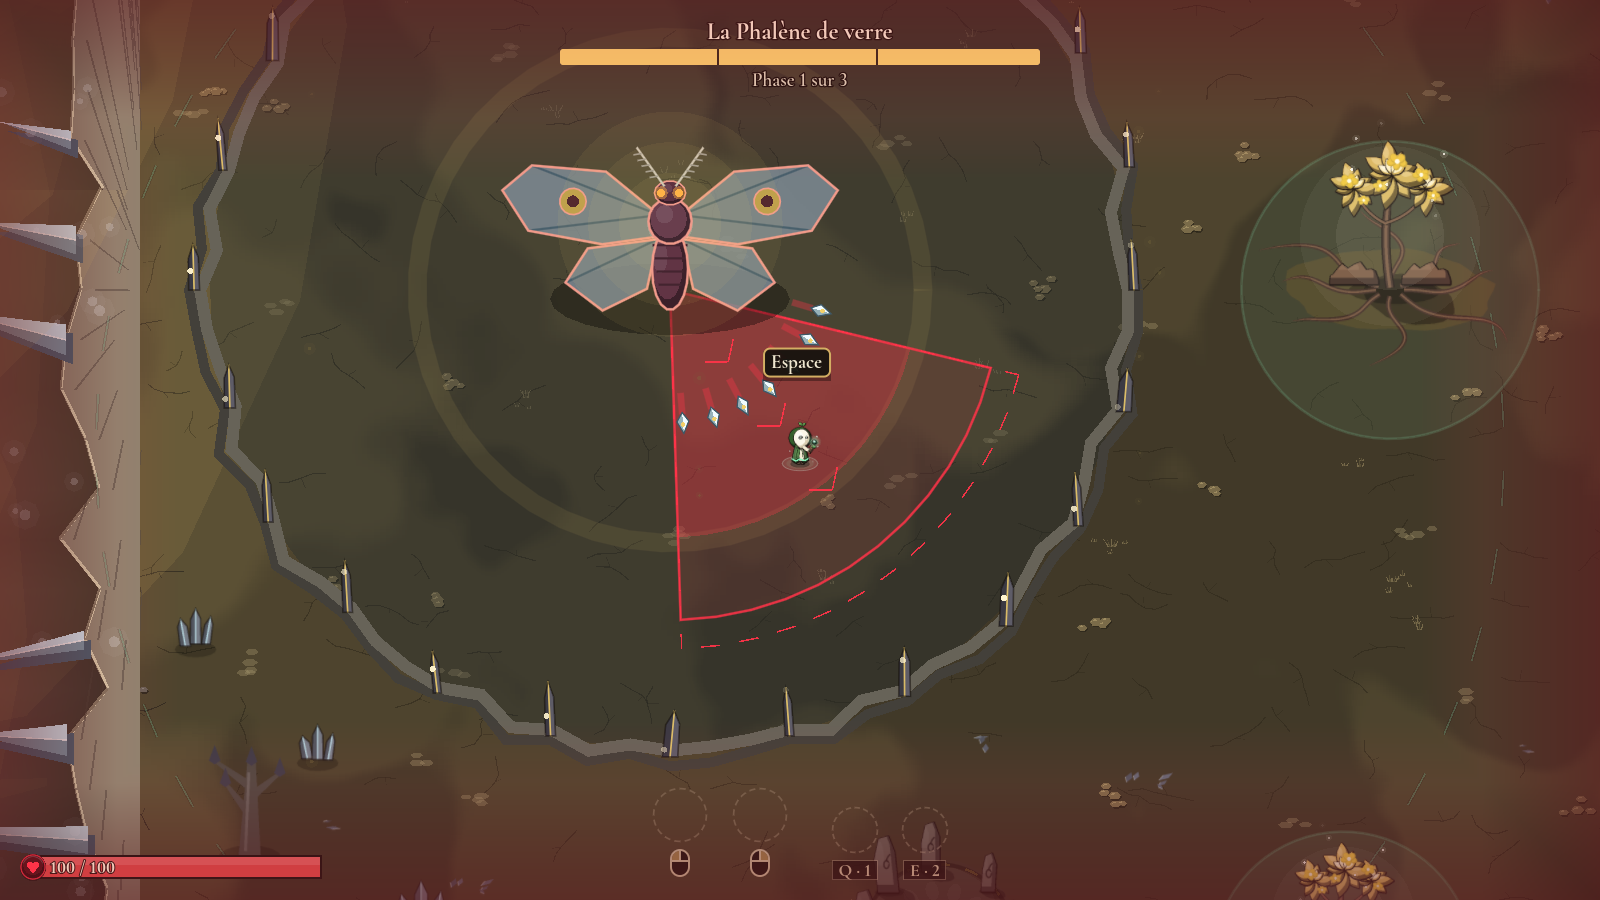 La Phalène de verre
Phase 1 sur 3
Espace
100 / 100
Q · 1
E · 2